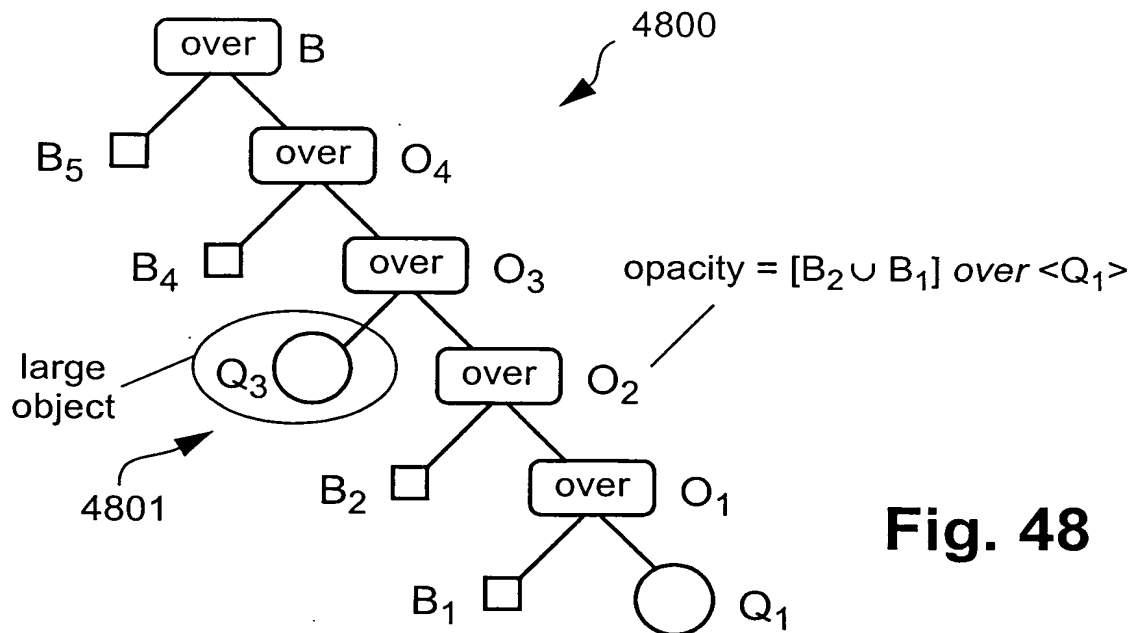 4800
over B
B5 over O4
B4 over O3
opacity = [B2 ∪ B1] over <Q1>
large
object
Q3 over O2
4801
B2 over O1
Fig. 48
B1 Q1